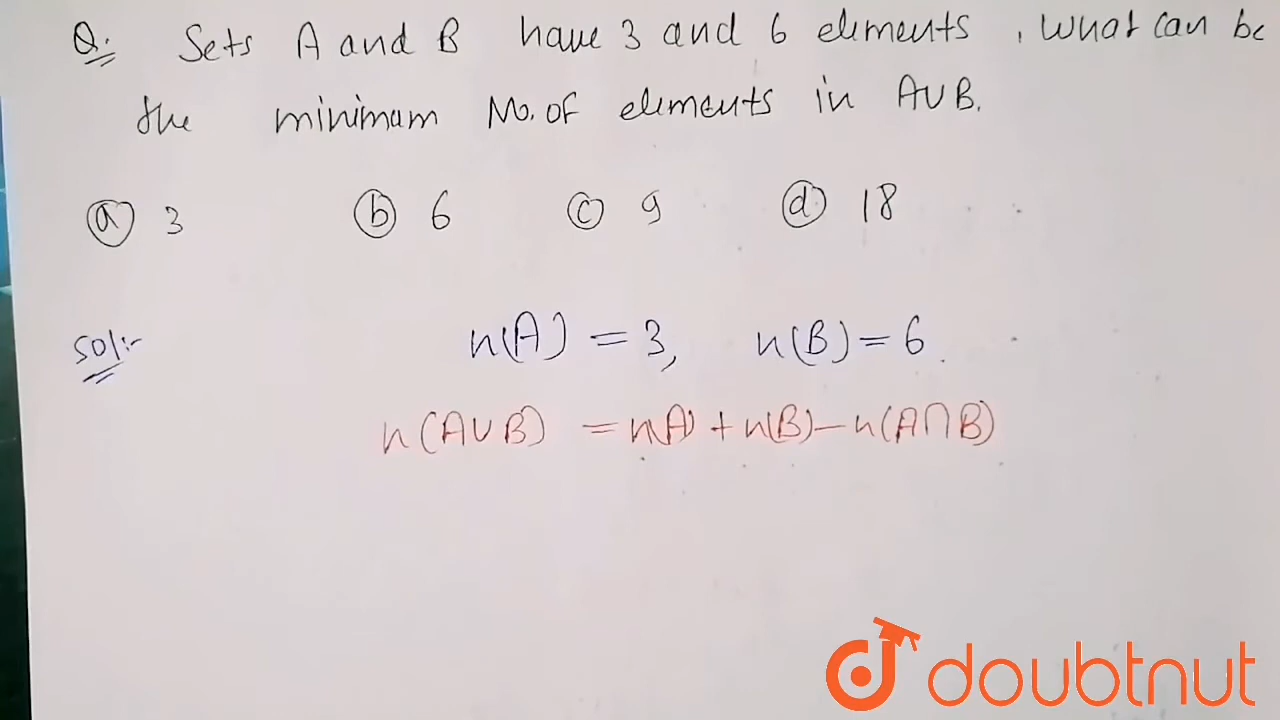 Q. Sets A and B have 3 and 6 elements, What can be
the minimum No. of elements in A∪B.
(a) 3 (b) 6 (c) 9 (d) 18
Sol:- n(A) = 3, n(B) = 6.
n(A∪B) = n(A) + n(B) - n(A∩B)
doubtnut